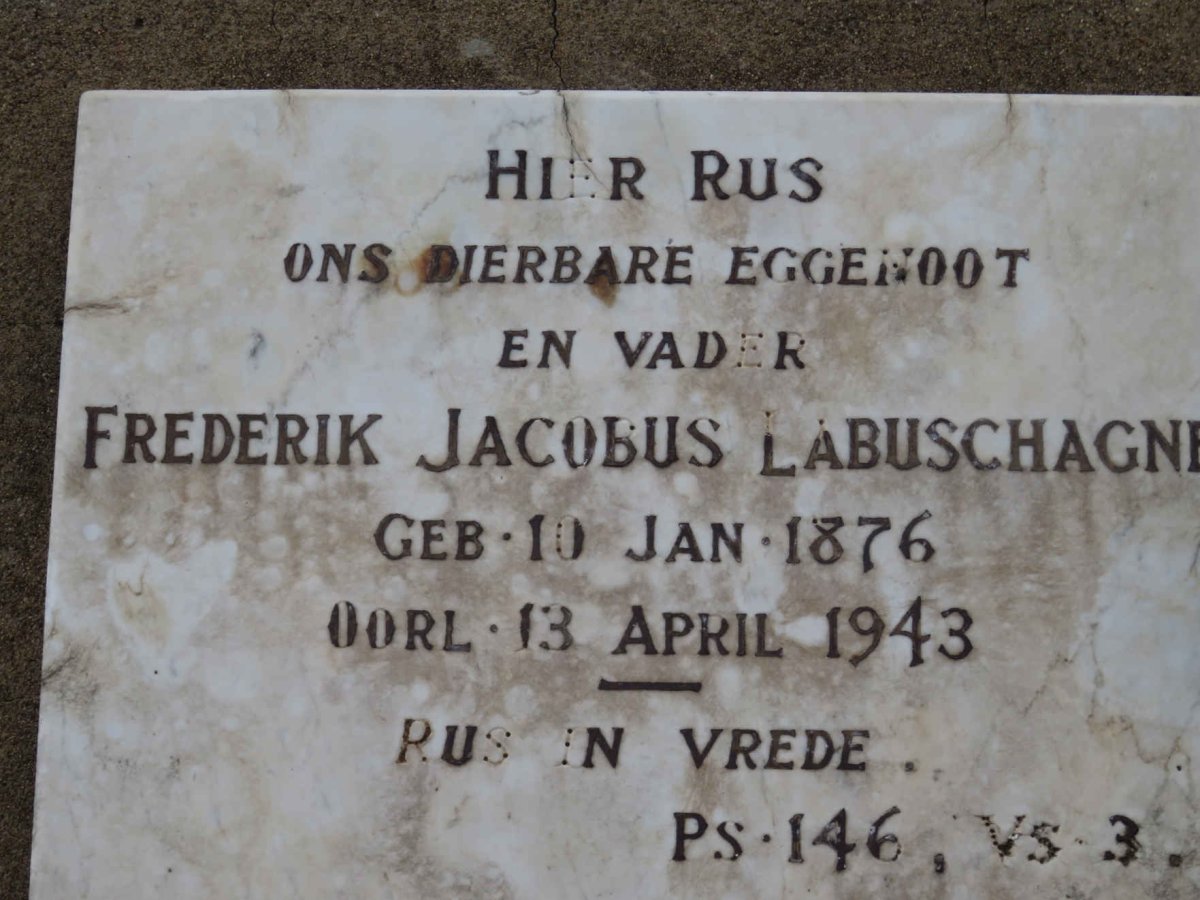 HIER RUS
ONS DIERBARE EGGENOOT
EN VADER
FREDERIK JACOBUS LABUSCHAGNE
GEB · 10 JAN · 1876
OORL · 13 APRIL 1943
RUS IN VREDE .
PS · 146 , VS · 3 .